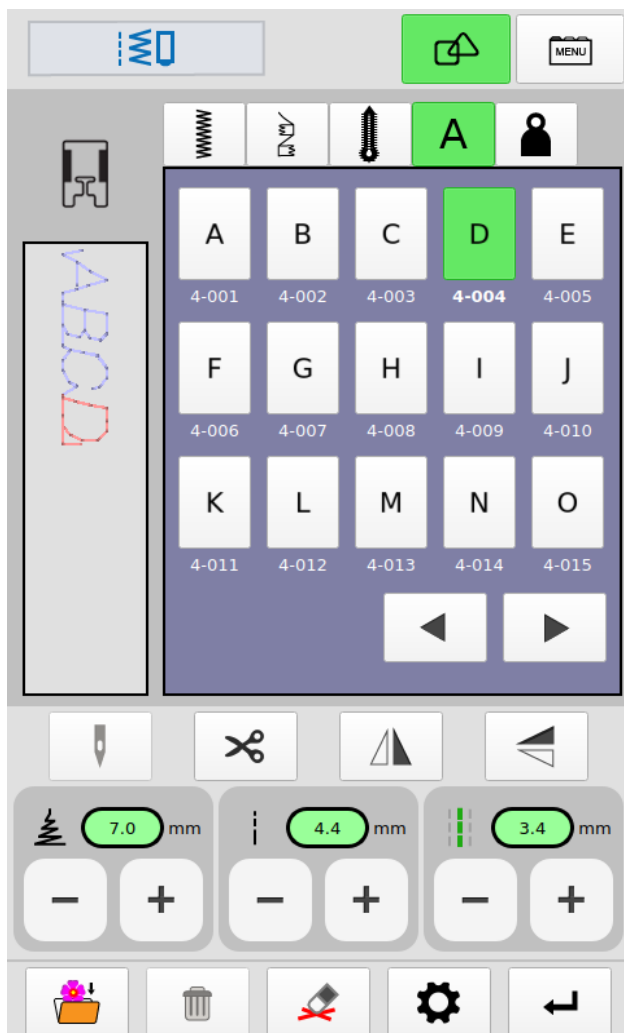 MENU
A
A B C D E
4-001 4-002 4-003 4-004 4-005
F G H I J
4-006 4-007 4-008 4-009 4-010
K L M N O
4-011 4-012 4-013 4-014 4-015
ABCD
7.0 mm 4.4 mm 3.4 mm